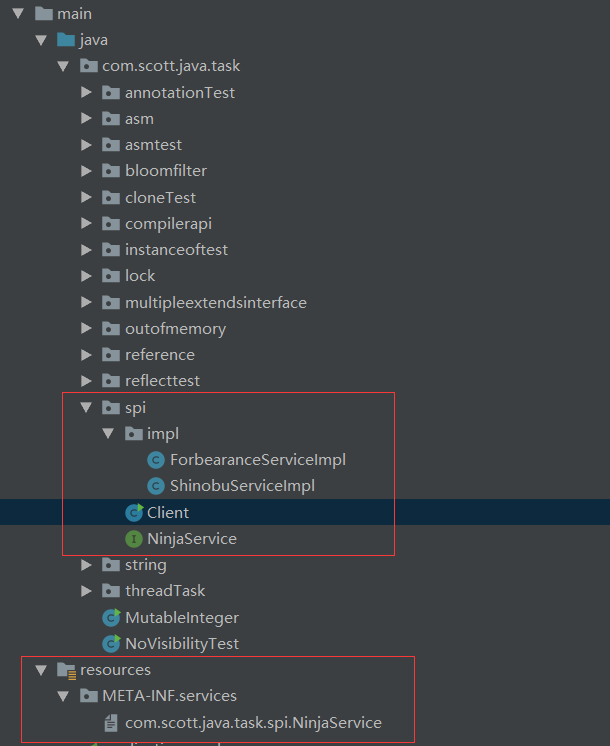 main
java
com.scott.java.task
annotationTest
asm
asmtest
bloomfilter
cloneTest
compilerapi
instanceoftest
lock
multipleextendsinterface
outofmemory
reference
reflecttest
spi
impl
C ForbearanceServiceImpl
C ShinobuServiceImpl
C Client
I NinjaService
string
threadTask
C MutableInteger
C NoVisibilityTest
resources
META-INF.services
com.scott.java.task.spi.NinjaService